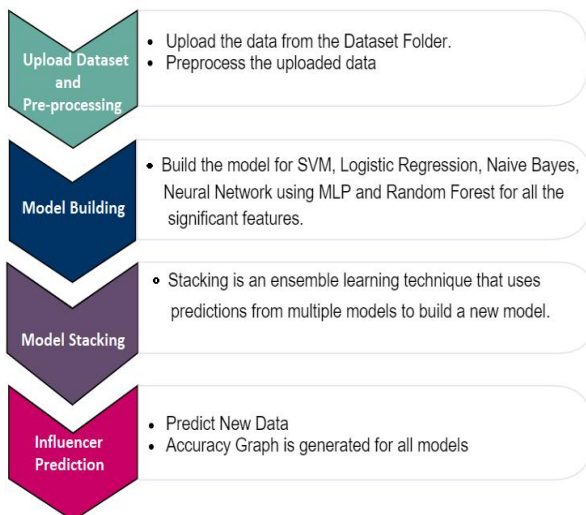 Upload Dataset
and
Pre-processing
• Upload the data from the Dataset Folder.
• Preprocess the uploaded data
Model Building
• Build the model for SVM, Logistic Regression, Naive Bayes,
Neural Network using MLP and Random Forest for all the
significant features.
Model Stacking
• Stacking is an ensemble learning technique that uses
predictions from multiple models to build a new model.
Influencer
Prediction
• Predict New Data
• Accuracy Graph is generated for all models